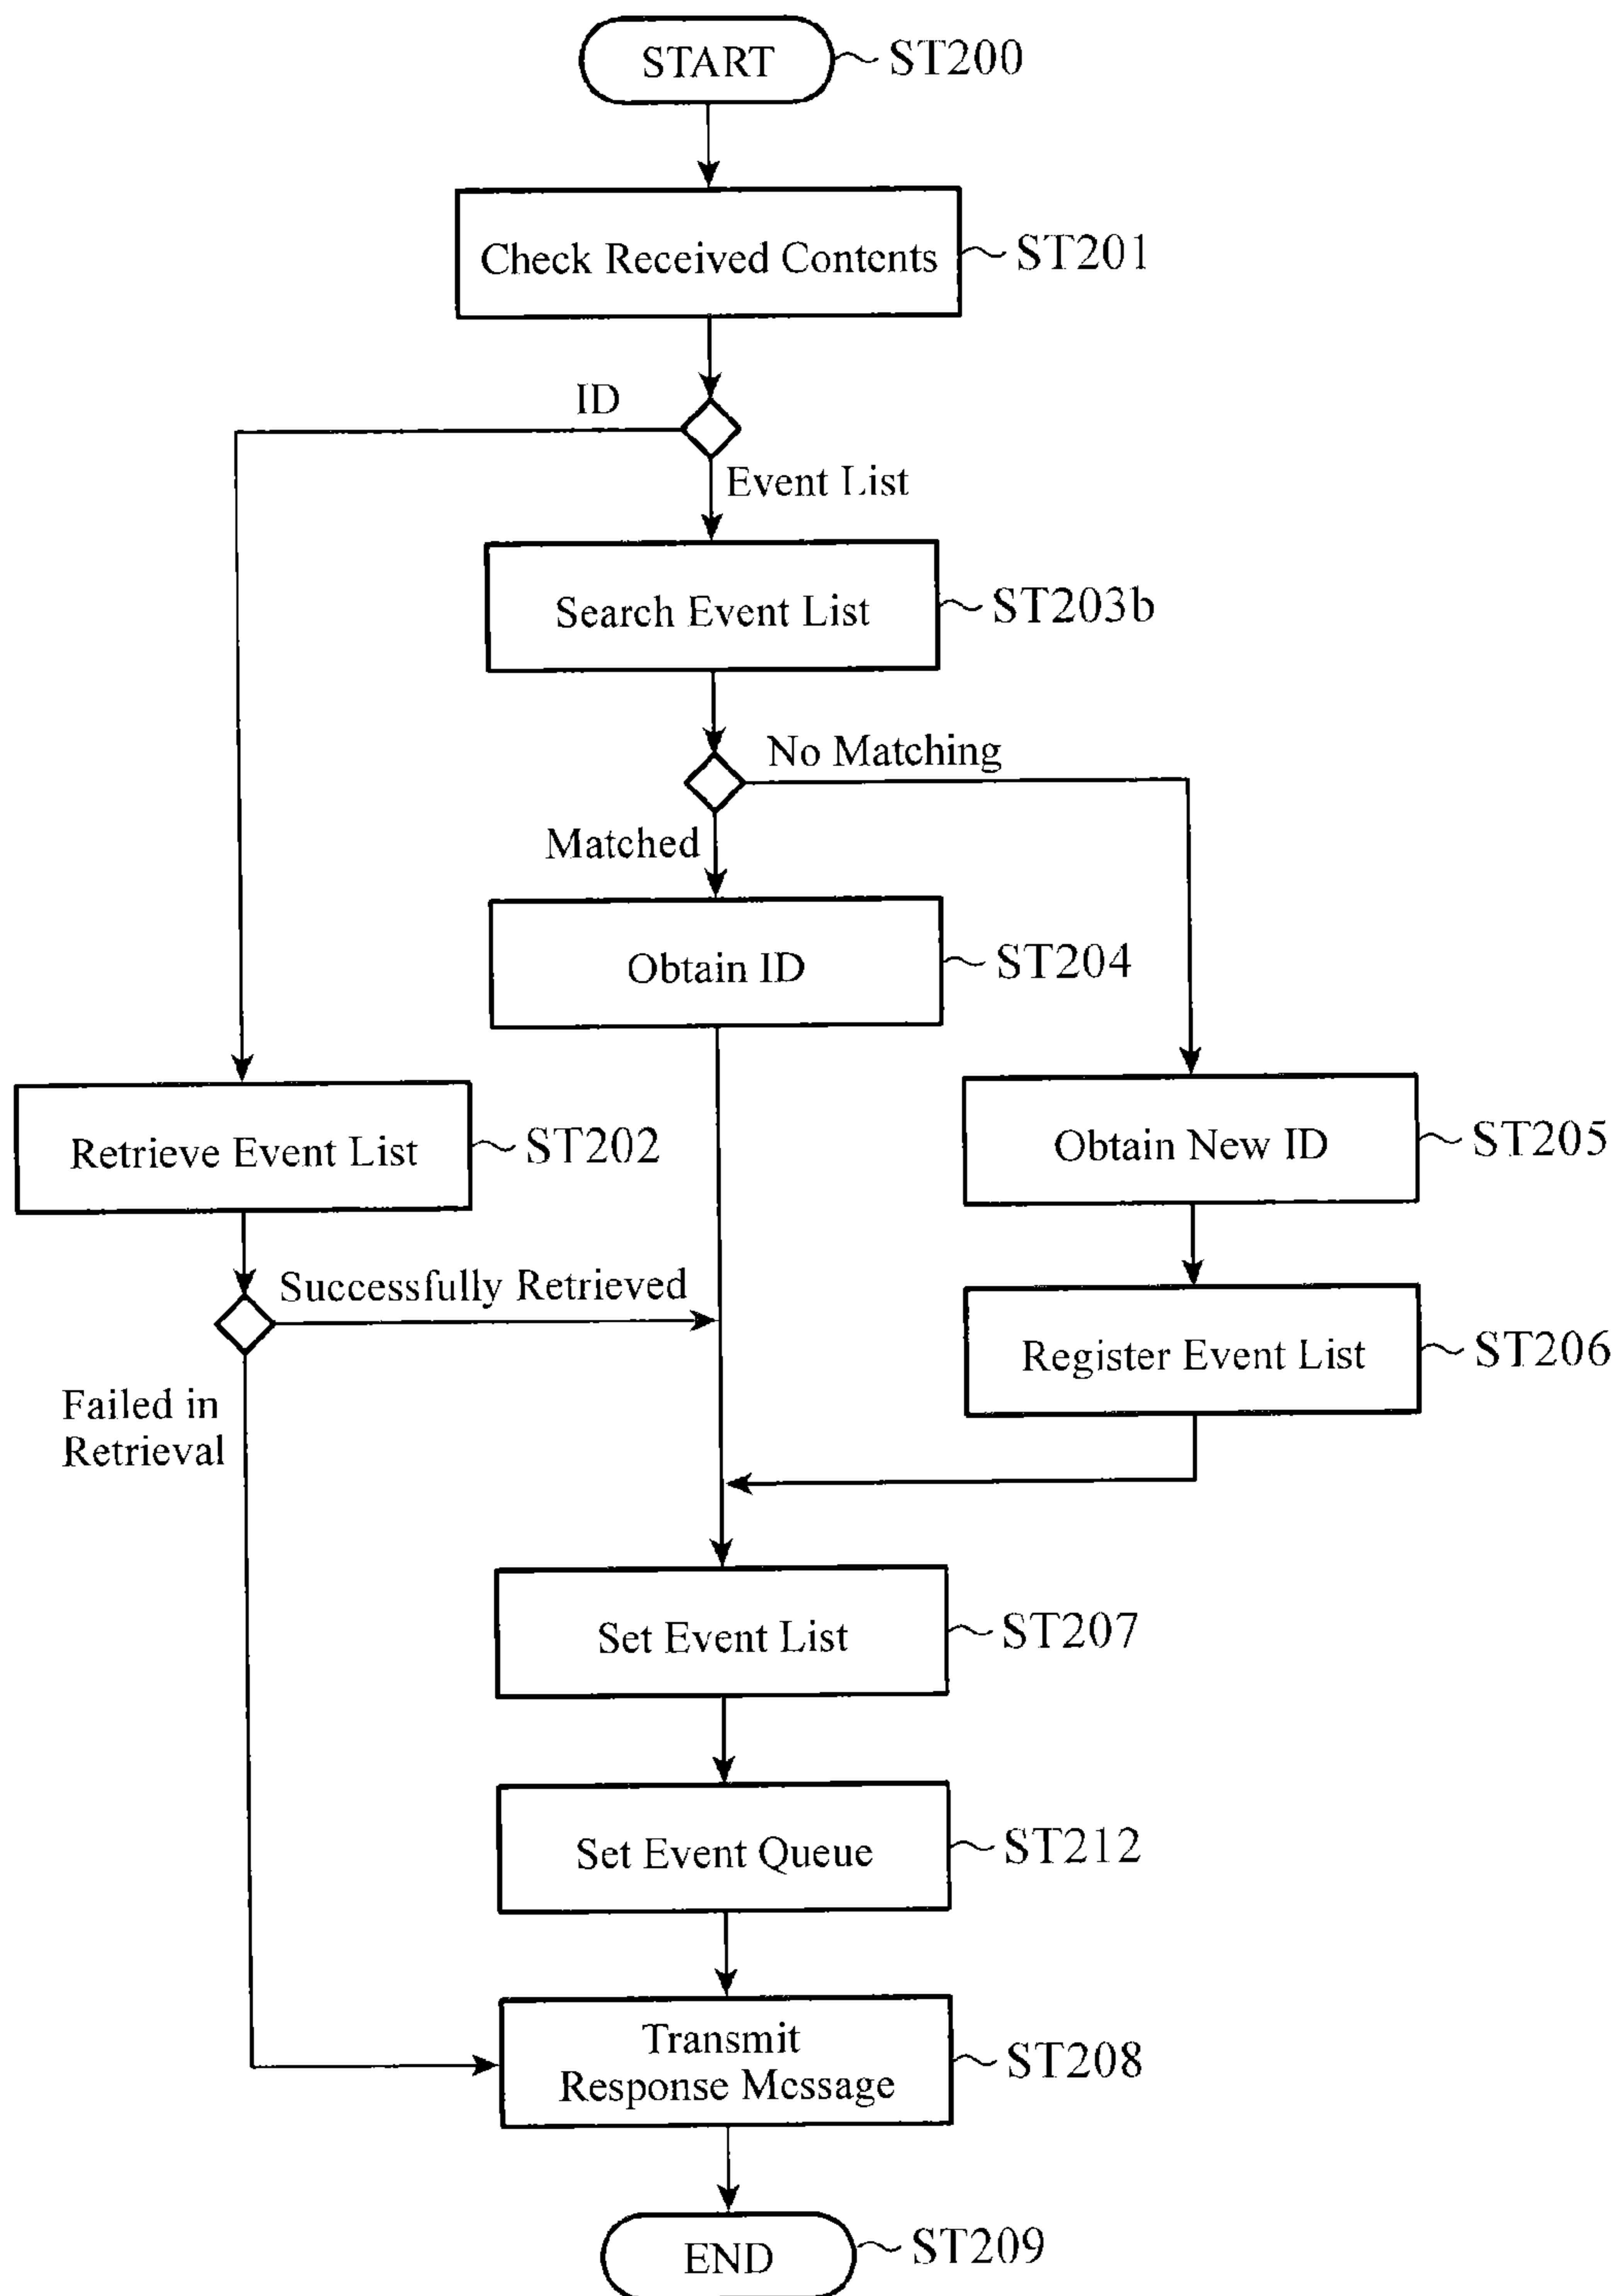 START
ST200
Check Received Contents
ST201
ID
Event List
Search Event List
ST203b
No Matching
Matched
Obtain ID
ST204
Retrieve Event List
ST202
Obtain New ID
ST205
Successfully Retrieved
Register Event List
ST206
Failed in
Retrieval
Set Event List
ST207
Set Event Queue
ST212
Transmit
Response Message
ST208
END
ST209